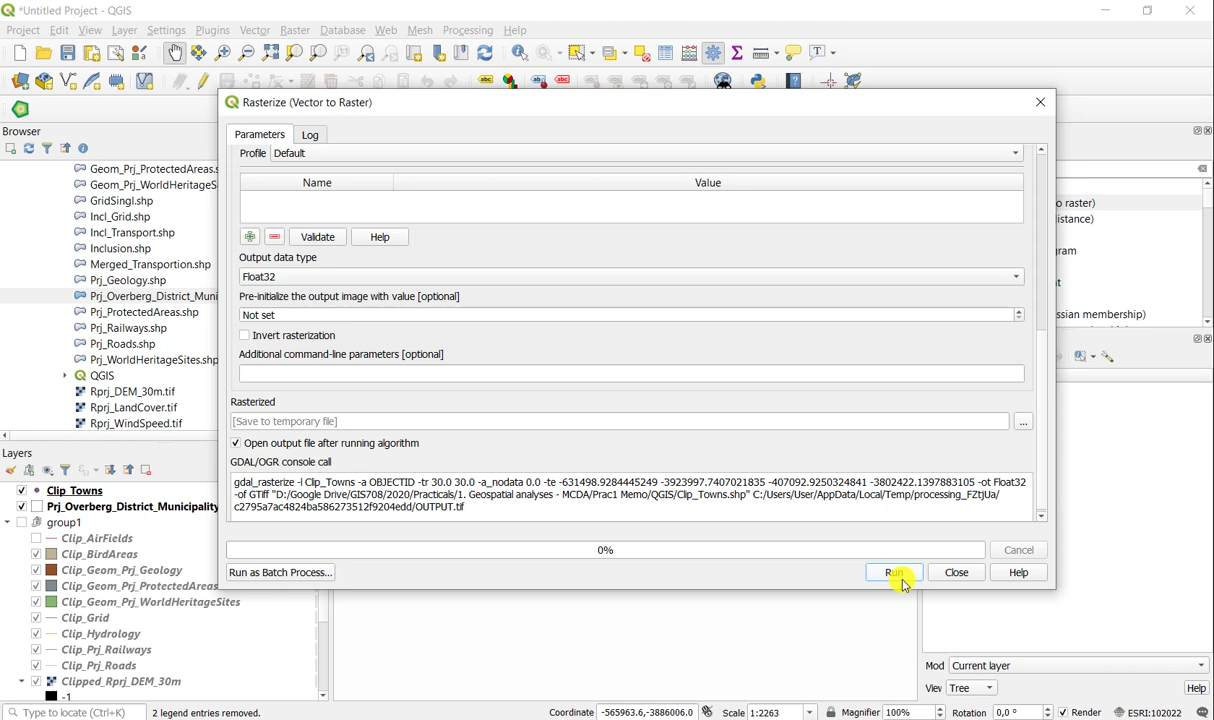 *Untitled Project - QGIS
Project Edit View Layer Settings Plugins Vector Raster Database Web Mesh Processing Help
Rasterize (Vector to Raster)
Browser
Parameters Log
Geom_Prj_ProtectedAreas.s
Geom_Prj_WorldHeritageS
GridSingl.shp
Incl_Grid.shp
Incl_Transport.shp
Inclusion.shp
Merged_Transportion.shp
Prj_Geology.shp
Prj_Overberg_District_Muni
Prj_ProtectedAreas.shp
Prj_Railways.shp
Prj_Roads.shp
Prj_WorldHeritageSites.shp
QGIS
Rprj_DEM_30m.tif
Rprj_LandCover.tif
Rprj_WindSpeed.tif
Profile Default
Name Value
Validate Help
Output data type
Float32
Pre-initialize the output image with value [optional]
Not set
Invert rasterization
Additional command-line parameters [optional]
Rasterized
[Save to temporary file] ...
Open output file after running algorithm
GDAL/OGR console call
gdal_rasterize -l Clip_Towns -a OBJECTID -tr 30.0 30.0 -a_nodata 0.0 -te -631498.9284445249 -3923997.7407021835 -407092.9250324841 -3802422.1397883105 -ot Float32
-of GTiff "D:/Google Drive/GIS708/2020/Practicals/1. Geospatial analyses - MCDA/Prac1 Memo/QGIS/Clip_Towns.shp" C:/Users/User/AppData/Local/Temp/processing_FZtjUa/
c2795a7ac4824ba586273512f9204edd/OUTPUT.tif
0% Cancel
Run as Batch Process... Run Close Help
o raster)
istance)
ram
t
ssian membership)
Layers
Clip_Towns
Prj_Overberg_District_Municipality
group1
Clip_AirFields
Clip_BirdAreas
Clip_Geom_Prj_Geology
Clip_Geom_Prj_ProtectedAreas
Clip_Geom_Prj_WorldHeritageSites
Clip_Grid
Clip_Hydrology
Clip_Prj_Railways
Clip_Prj_Roads
Clipped_Rprj_DEM_30m
-1
Mod Current layer
View Tree Help
Type to locate (Ctrl+K) 2 legend entries removed. Coordinate -565963.6,-3886006.0 Scale 1:2263 Magnifier 100% Rotation 0,0 ° Render ESRI:102022